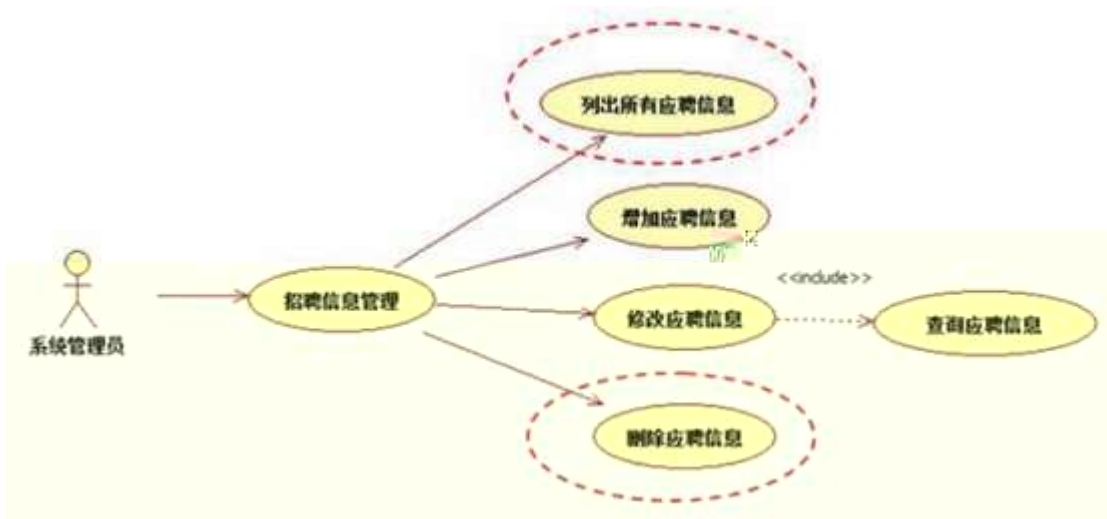 列出所有应聘信息
增加应聘信息
<<include>>
招聘信息管理
修改应聘信息
查询应聘信息
系统管理员
删除应聘信息